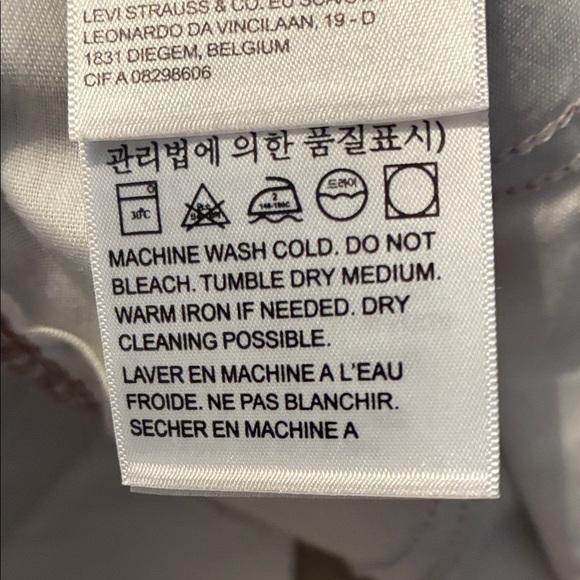 LEVI STRAUSS & CO. EU
LEONARDO DA VINCILAAN, 19 - D
1831 DIEGEM, BELGIUM
CIF A 08298606
관리법에 의한 품질표시)
30℃ 드라이
MACHINE WASH COLD. DO NOT
BLEACH. TUMBLE DRY MEDIUM.
WARM IRON IF NEEDED. DRY
CLEANING POSSIBLE.
LAVER EN MACHINE A L'EAU
FROIDE. NE PAS BLANCHIR.
SECHER EN MACHINE A